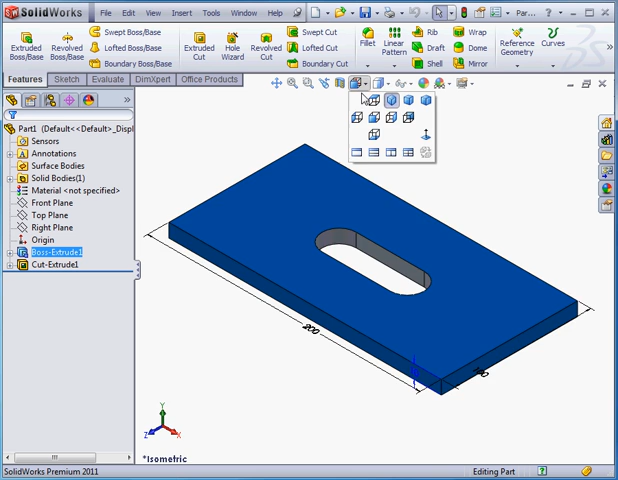 SolidWorks File Edit View Insert Tools Window Help Par...
Extruded Boss/Base
Revolved Boss/Base
Swept Boss/Base
Lofted Boss/Base
Boundary Boss/Base
Extruded Cut
Hole Wizard
Revolved Cut
Swept Cut
Lofted Cut
Boundary Cut
Fillet
Linear Pattern
Rib
Draft
Shell
Wrap
Dome
Mirror
Reference Geometry
Curves
Features Sketch Evaluate DimXpert Office Products
Part1 (Default<<Default>_Displ
Sensors
Annotations
Surface Bodies
Solid Bodies(1)
Material <not specified>
Front Plane
Top Plane
Right Plane
Origin
Boss-Extrude1
Cut-Extrude1
200
Y
Z X
*Isometric
SolidWorks Premium 2011 Editing Part